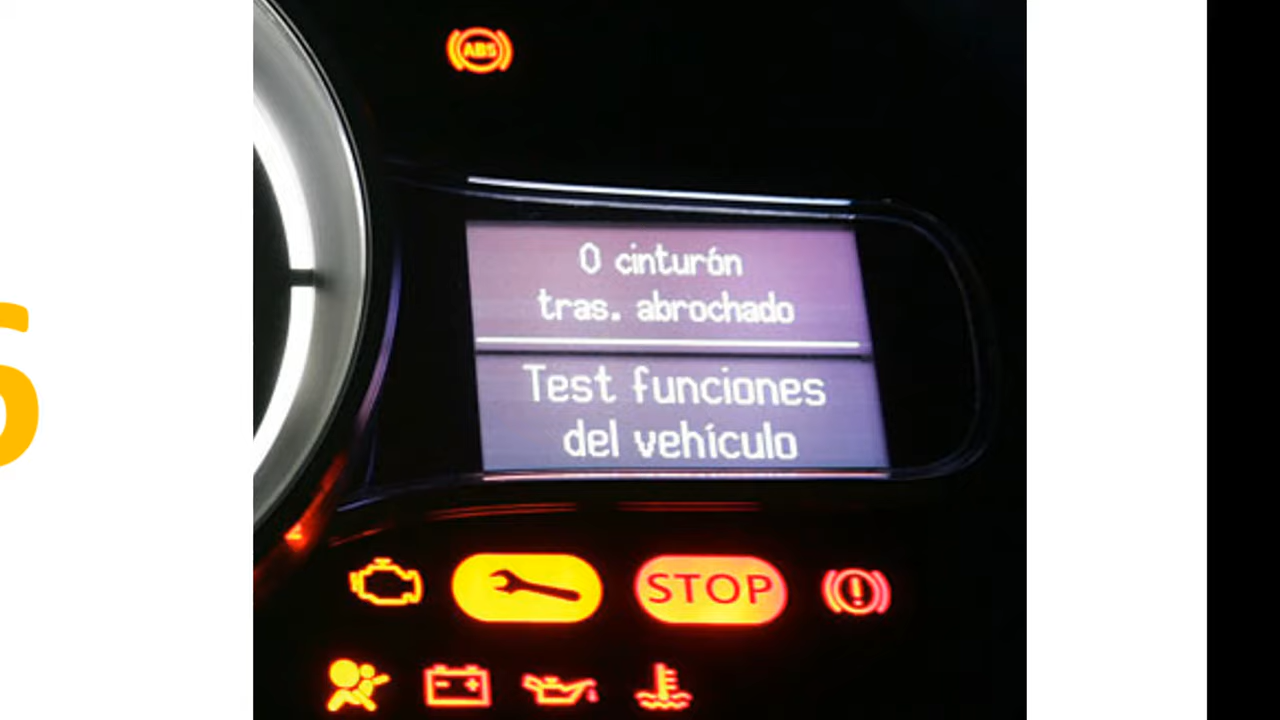 ABS
0 cinturón
tras. abrochado
Test funciones
del vehículo
STOP